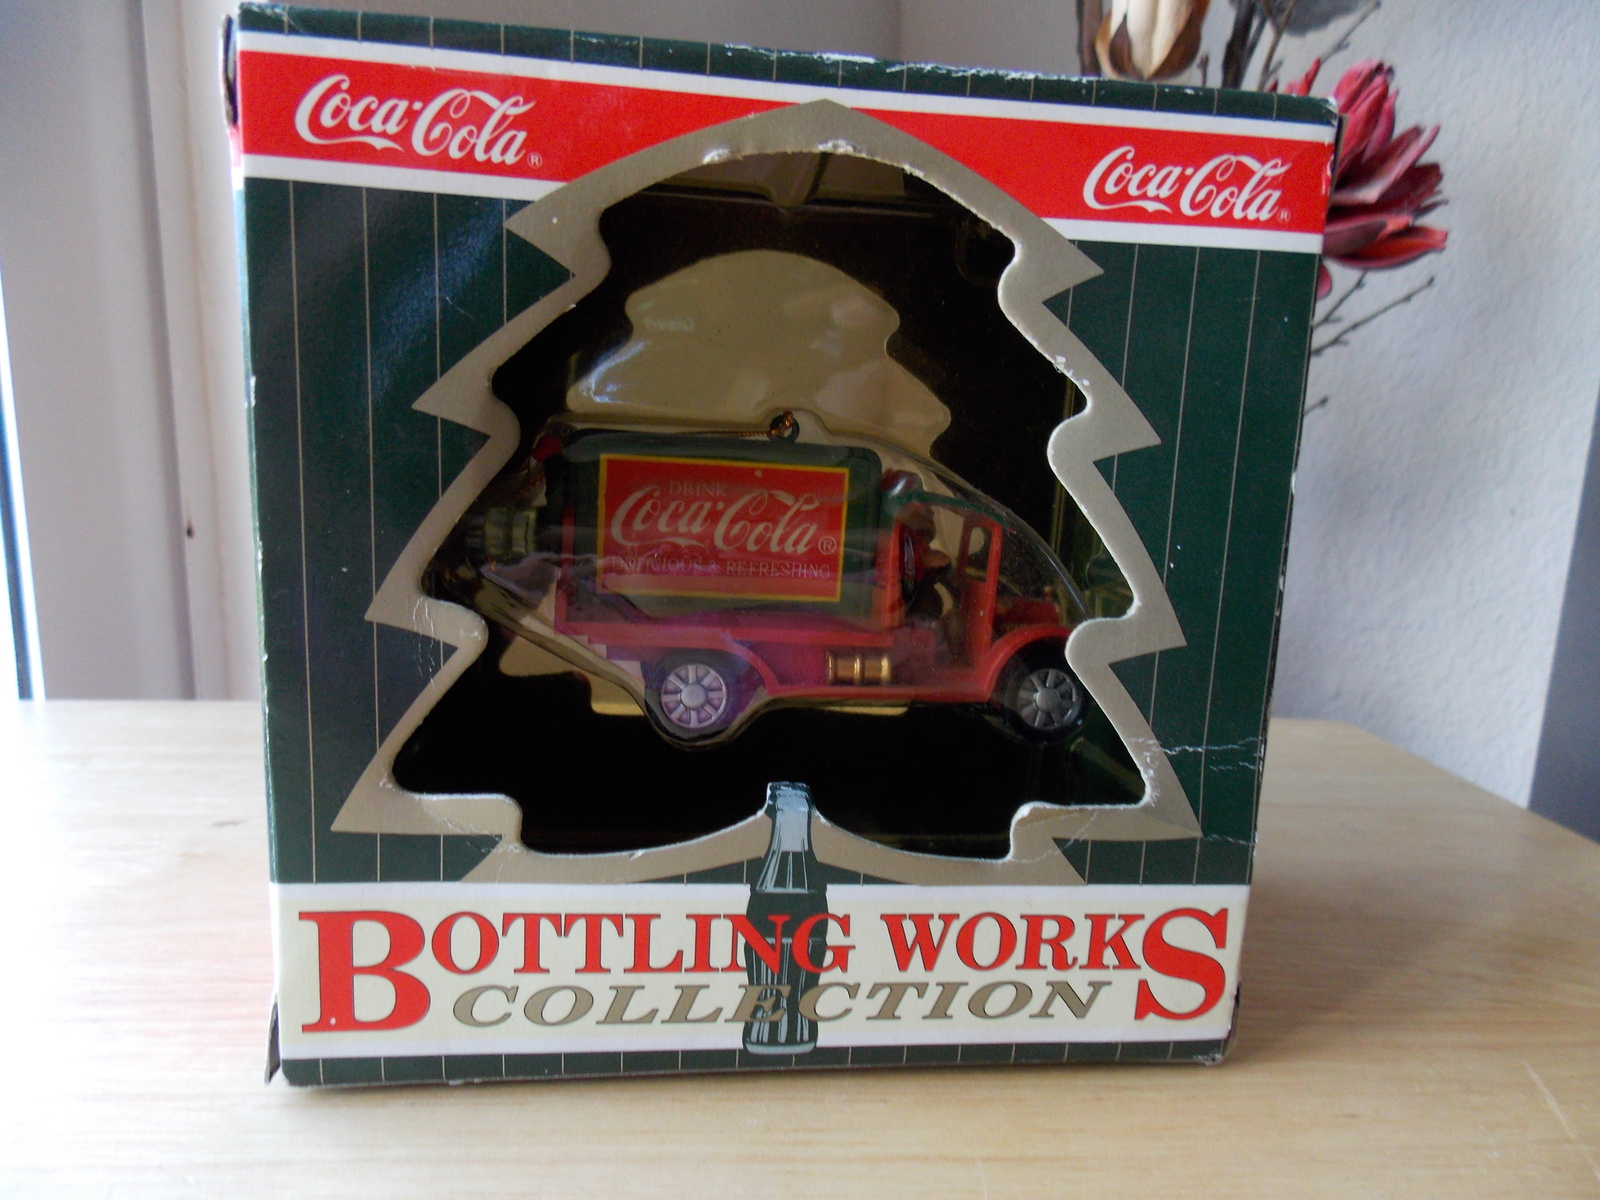 Coca-Cola®
Coca-Cola®
DRINK
Coca-Cola®
DELICIOUS & REFRESHING
BOTTLING WORKS
COLLECTION